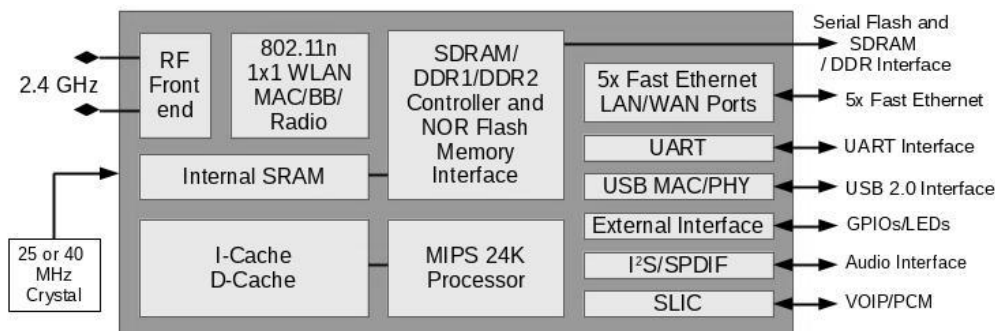 2.4 GHz
RF
Front
end
802.11n
1x1 WLAN
MAC/BB/
Radio
SDRAM/
DDR1/DDR2
Controller and
NOR Flash
Memory
Interface
Serial Flash and
SDRAM
/ DDR Interface
5x Fast Ethernet
LAN/WAN Ports
5x Fast Ethernet
Internal SRAM
UART
UART Interface
USB MAC/PHY
USB 2.0 Interface
25 or 40
MHz
Crystal
I-Cache
D-Cache
MIPS 24K
Processor
External Interface
GPIOs/LEDs
I²S/SPDIF
Audio Interface
SLIC
VOIP/PCM